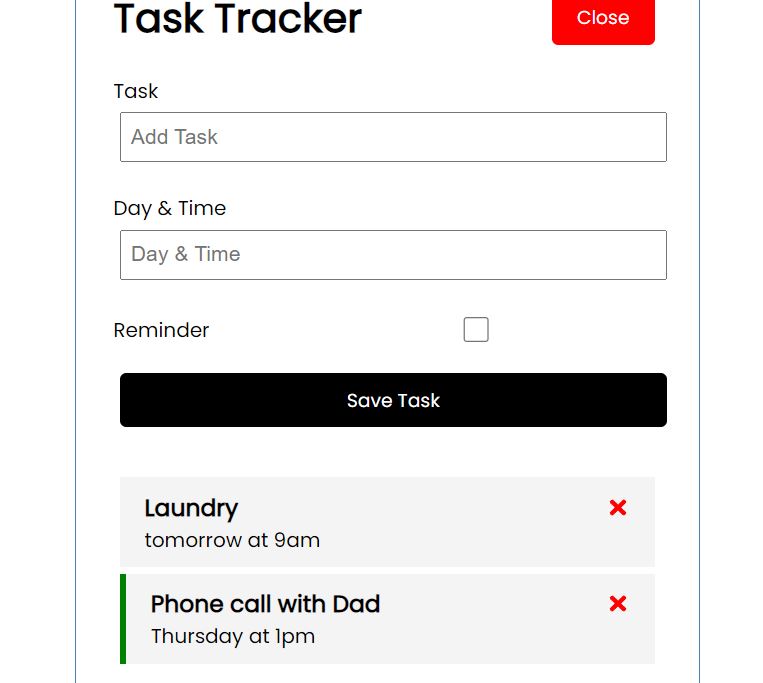 Task Tracker
Close
Task
Add Task
Day & Time
Day & Time
Reminder
Save Task
Laundry
tomorrow at 9am
Phone call with Dad
Thursday at 1pm